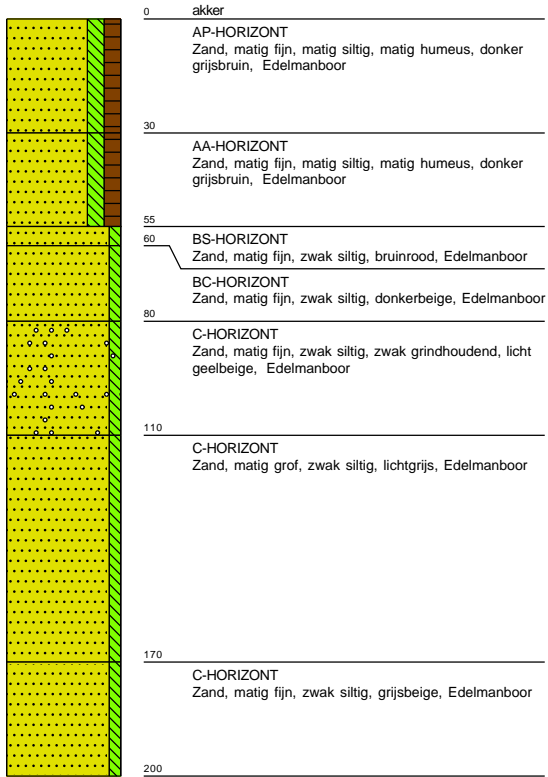 0 akker
AP-HORIZONT
Zand, matig fijn, matig siltig, matig humeus, donker
grijsbruin, Edelmanboor
30
AA-HORIZONT
Zand, matig fijn, matig siltig, matig humeus, donker
grijsbruin, Edelmanboor
55
BS-HORIZONT
60
Zand, matig fijn, zwak siltig, bruinrood, Edelmanboor
BC-HORIZONT
Zand, matig fijn, zwak siltig, donkerbeige, Edelmanboor
80
C-HORIZONT
Zand, matig fijn, zwak siltig, zwak grindhoudend, licht
geelbeige, Edelmanboor
110
C-HORIZONT
Zand, matig grof, zwak siltig, lichtgrijs, Edelmanboor
170
C-HORIZONT
Zand, matig fijn, zwak siltig, grijsbeige, Edelmanboor
200